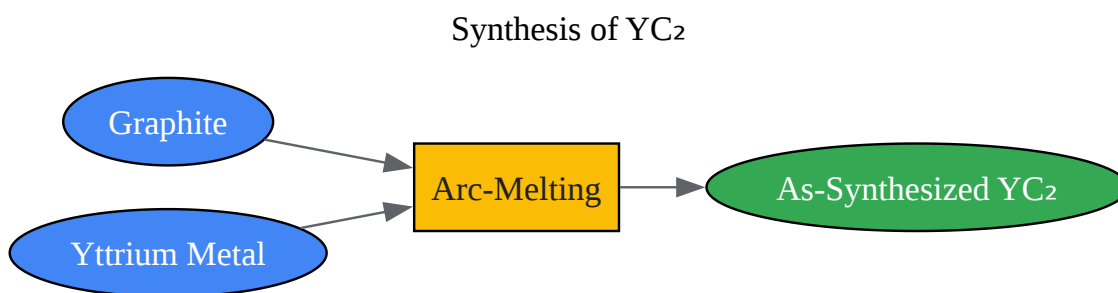 Synthesis of YC₂
Graphite
Arc-Melting
As-Synthesized YC₂
Yttrium Metal